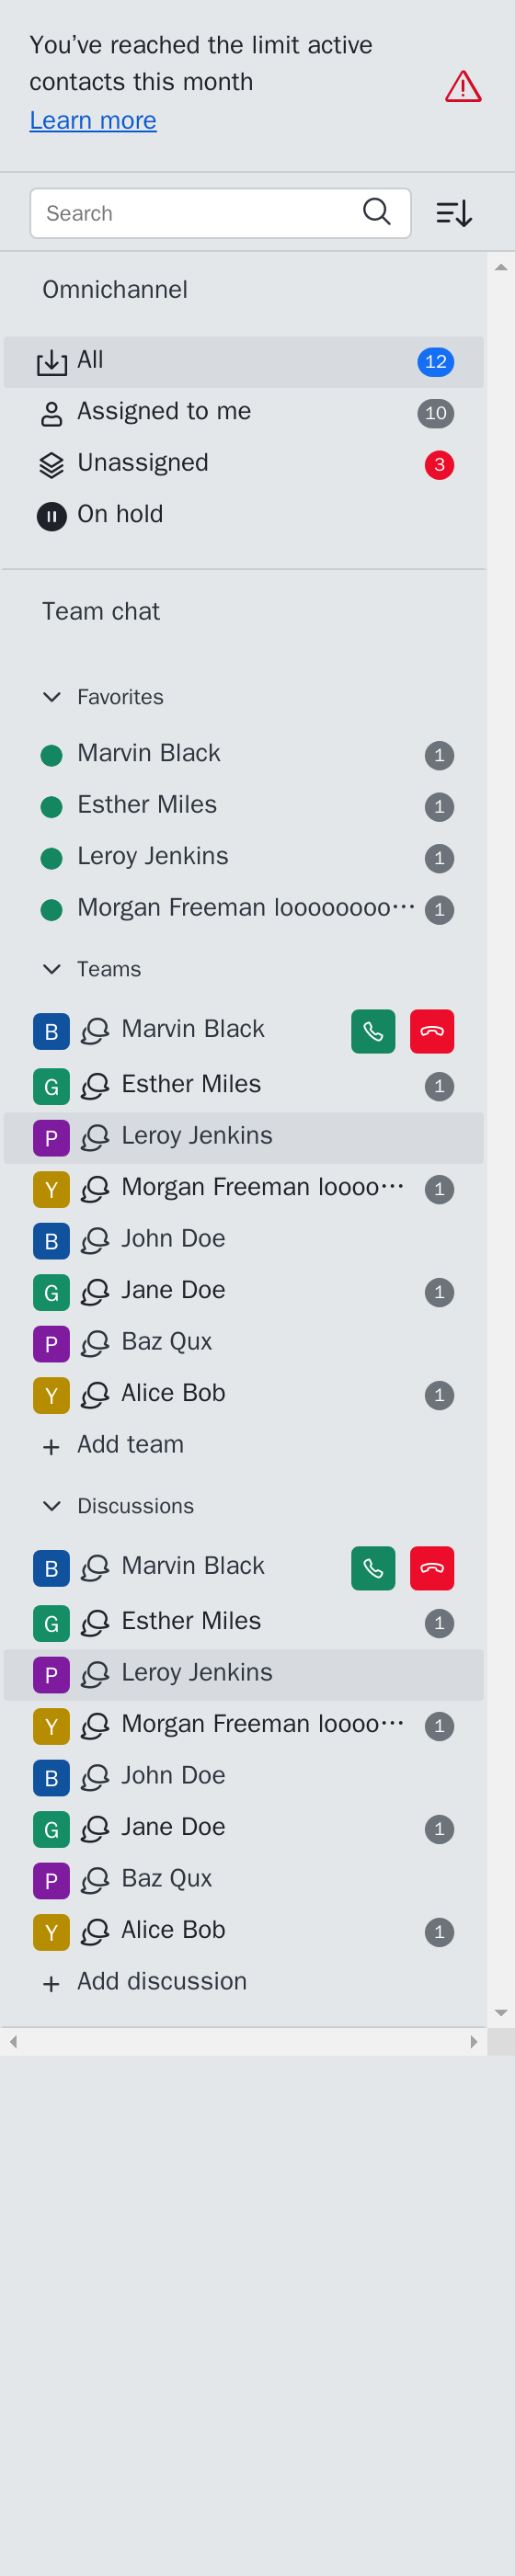 You’ve reached the limit active
contacts this month
Learn more
Search
Omnichannel
All 12
Assigned to me 10
Unassigned 3
On hold
Team chat
Favorites
Marvin Black 1
Esther Miles 1
Leroy Jenkins 1
Morgan Freeman loooooooo… 1
Teams
B Marvin Black
G Esther Miles 1
P Leroy Jenkins
Y Morgan Freeman loooo… 1
B John Doe
G Jane Doe 1
P Baz Qux
Y Alice Bob 1
Add team
Discussions
B Marvin Black
G Esther Miles 1
P Leroy Jenkins
Y Morgan Freeman loooo… 1
B John Doe
G Jane Doe 1
P Baz Qux
Y Alice Bob 1
Add discussion